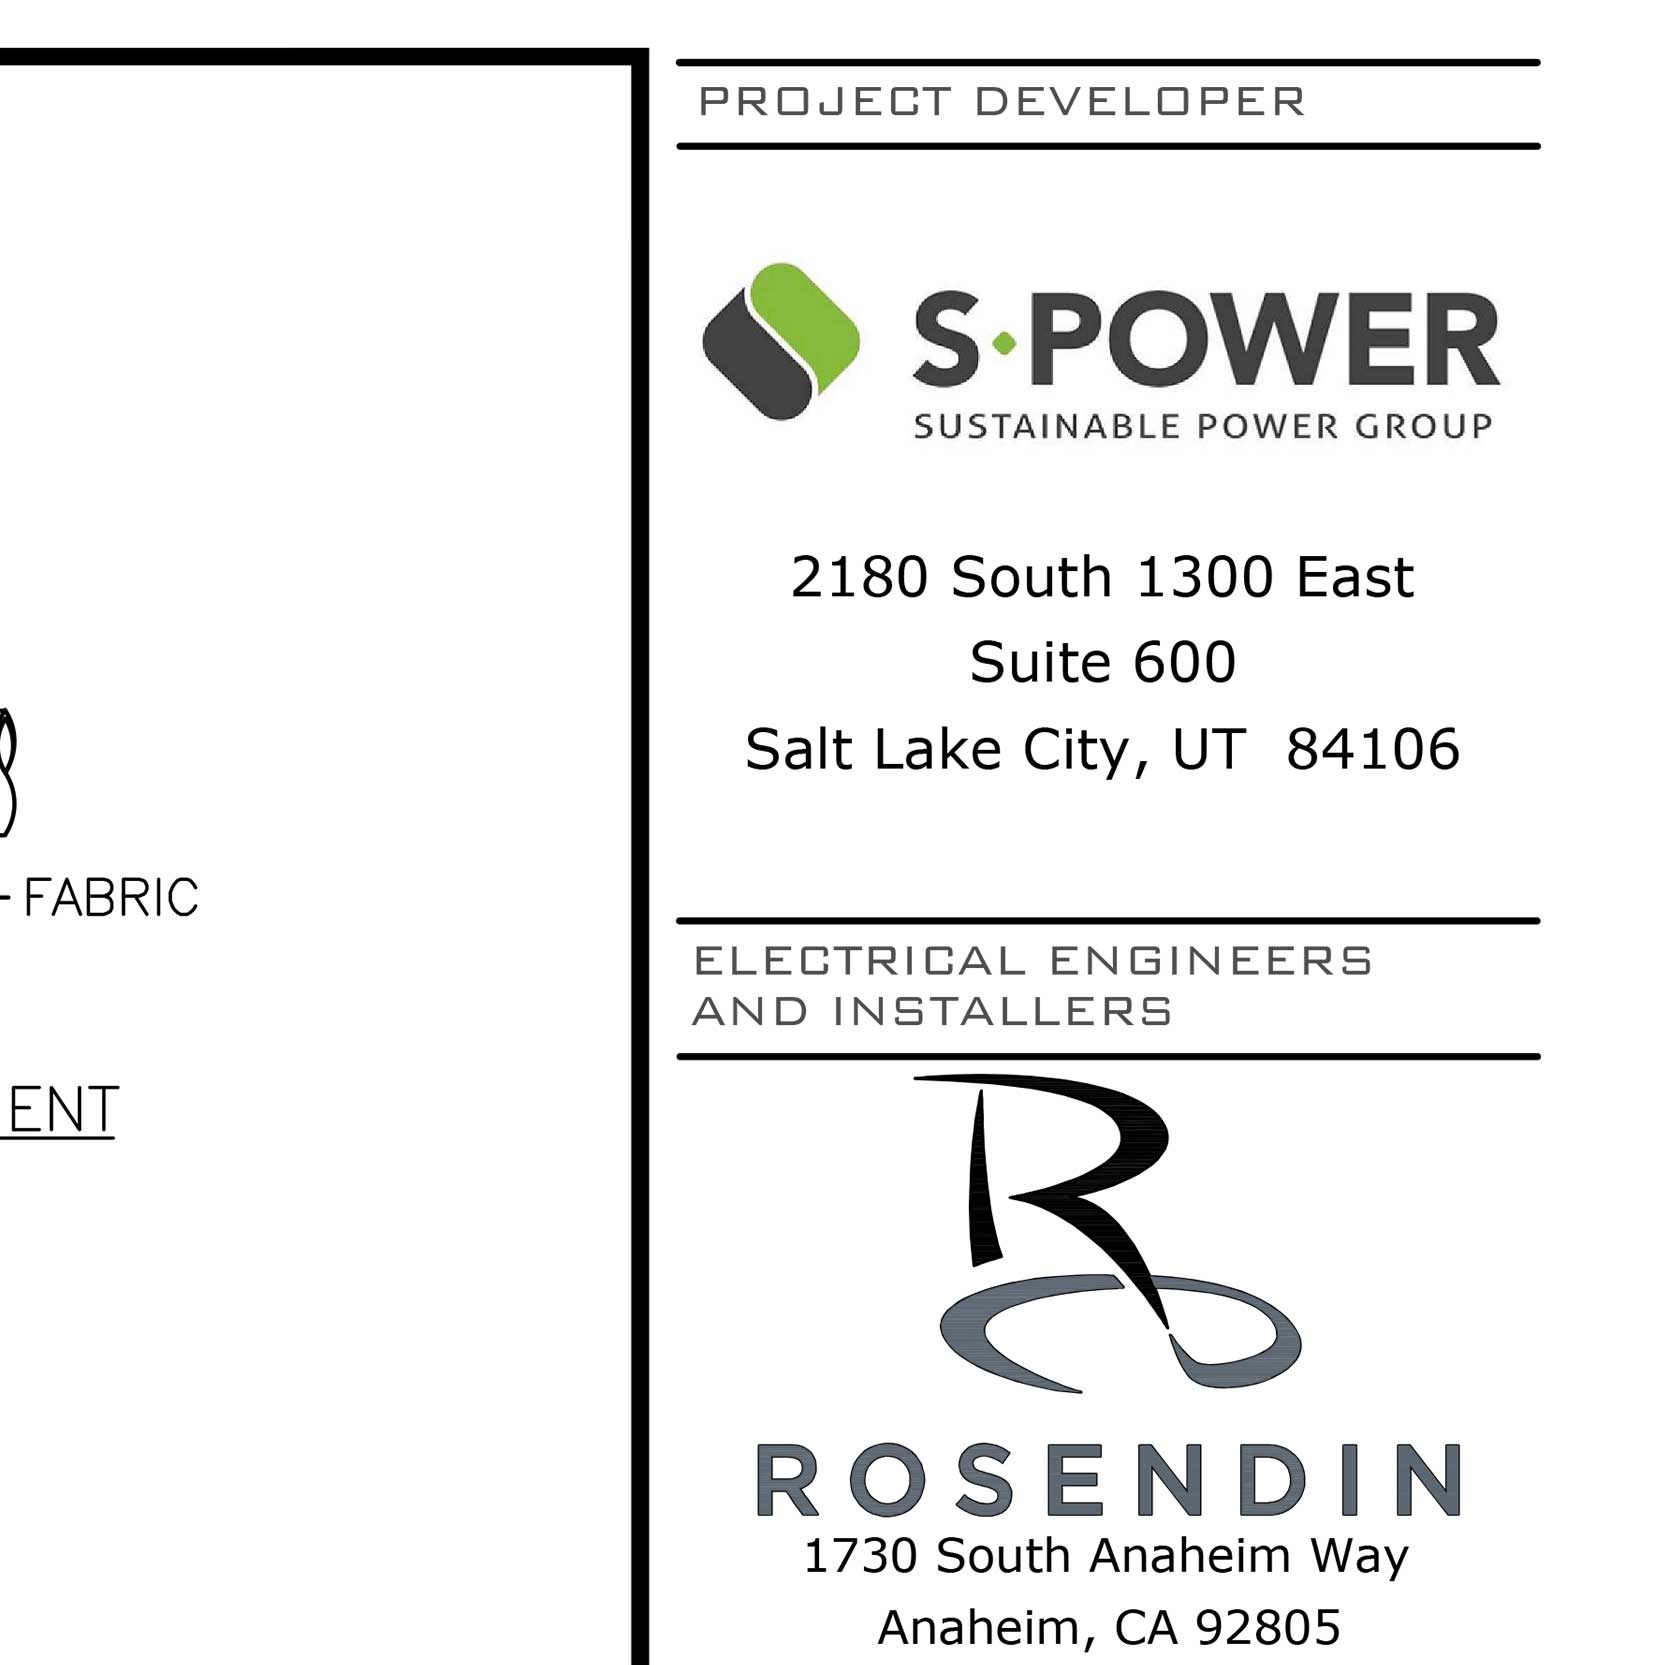 PROJECT DEVELOPER
S·POWER
SUSTAINABLE POWER GROUP
2180 South 1300 East
Suite 600
Salt Lake City, UT 84106
FABRIC
ENT
ELECTRICAL ENGINEERS
AND INSTALLERS
ROSENDIN
1730 South Anaheim Way
Anaheim, CA 92805